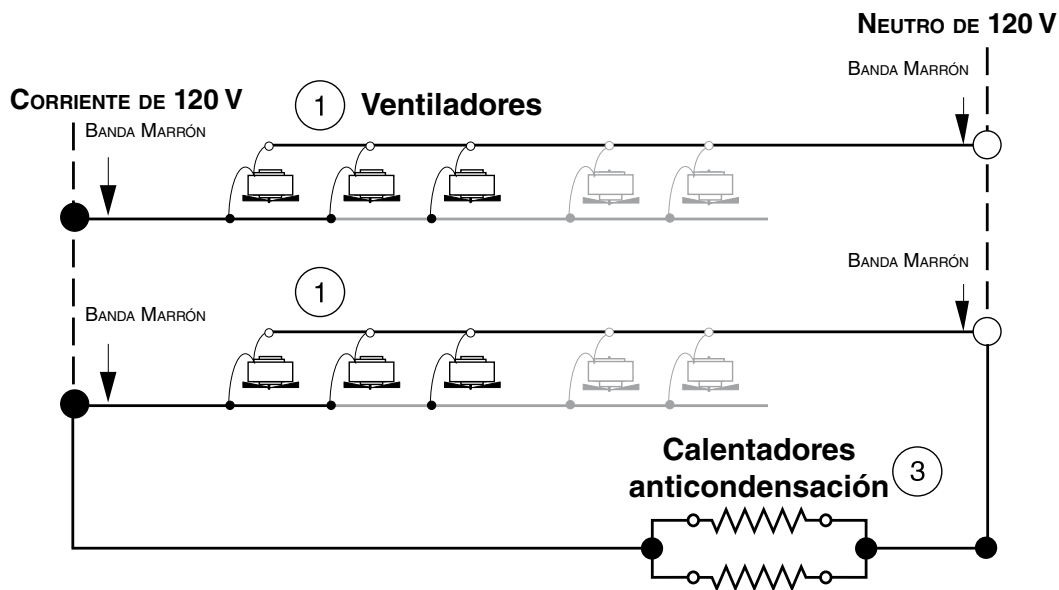 NEUTRO DE 120 V
BANDA MARRÓN
CORRIENTE DE 120 V
1 Ventiladores
BANDA MARRÓN
BANDA MARRÓN
1
BANDA MARRÓN
Calentadores
anticondensación 3